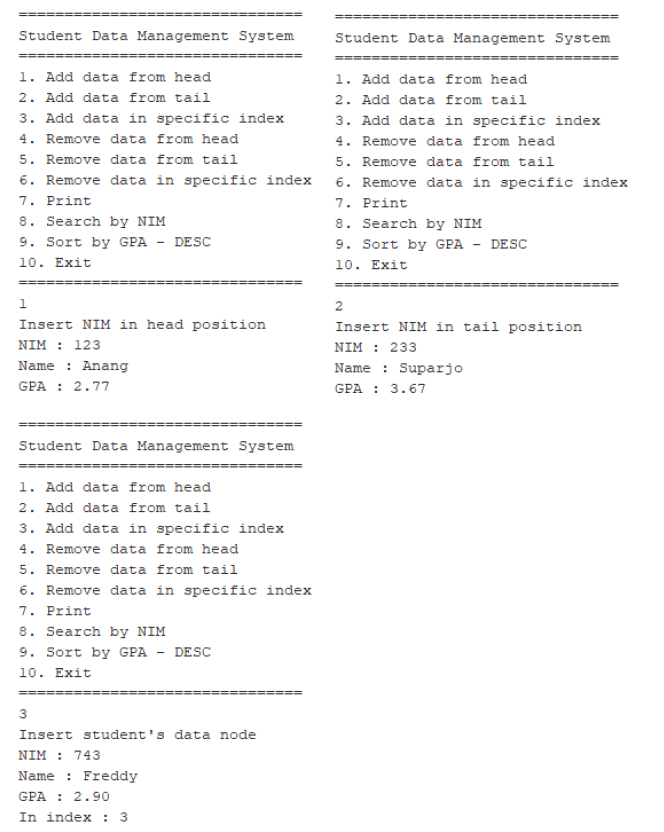 ===============================
Student Data Management System
===============================
1. Add data from head
2. Add data from tail
3. Add data in specific index
4. Remove data from head
5. Remove data from tail
6. Remove data in specific index
7. Print
8. Search by NIM
9. Sort by GPA - DESC
10. Exit
===============================
1
Insert NIM in head position
NIM : 123
Name : Anang
GPA : 2.77
===============================
Student Data Management System
===============================
1. Add data from head
2. Add data from tail
3. Add data in specific index
4. Remove data from head
5. Remove data from tail
6. Remove data in specific index
7. Print
8. Search by NIM
9. Sort by GPA - DESC
10. Exit
===============================
2
Insert NIM in tail position
NIM : 233
Name : Suparjo
GPA : 3.67
===============================
Student Data Management System
===============================
1. Add data from head
2. Add data from tail
3. Add data in specific index
4. Remove data from head
5. Remove data from tail
6. Remove data in specific index
7. Print
8. Search by NIM
9. Sort by GPA - DESC
10. Exit
===============================
3
Insert student's data node
NIM : 743
Name : Freddy
GPA : 2.90
In index : 3